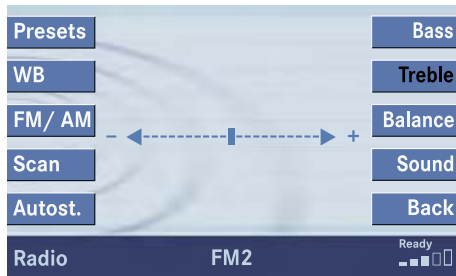 Presets
Bass
WB
Treble
FM/ AM
Balance
- +
Scan
Sound
Autost.
Back
Radio
FM2
Ready